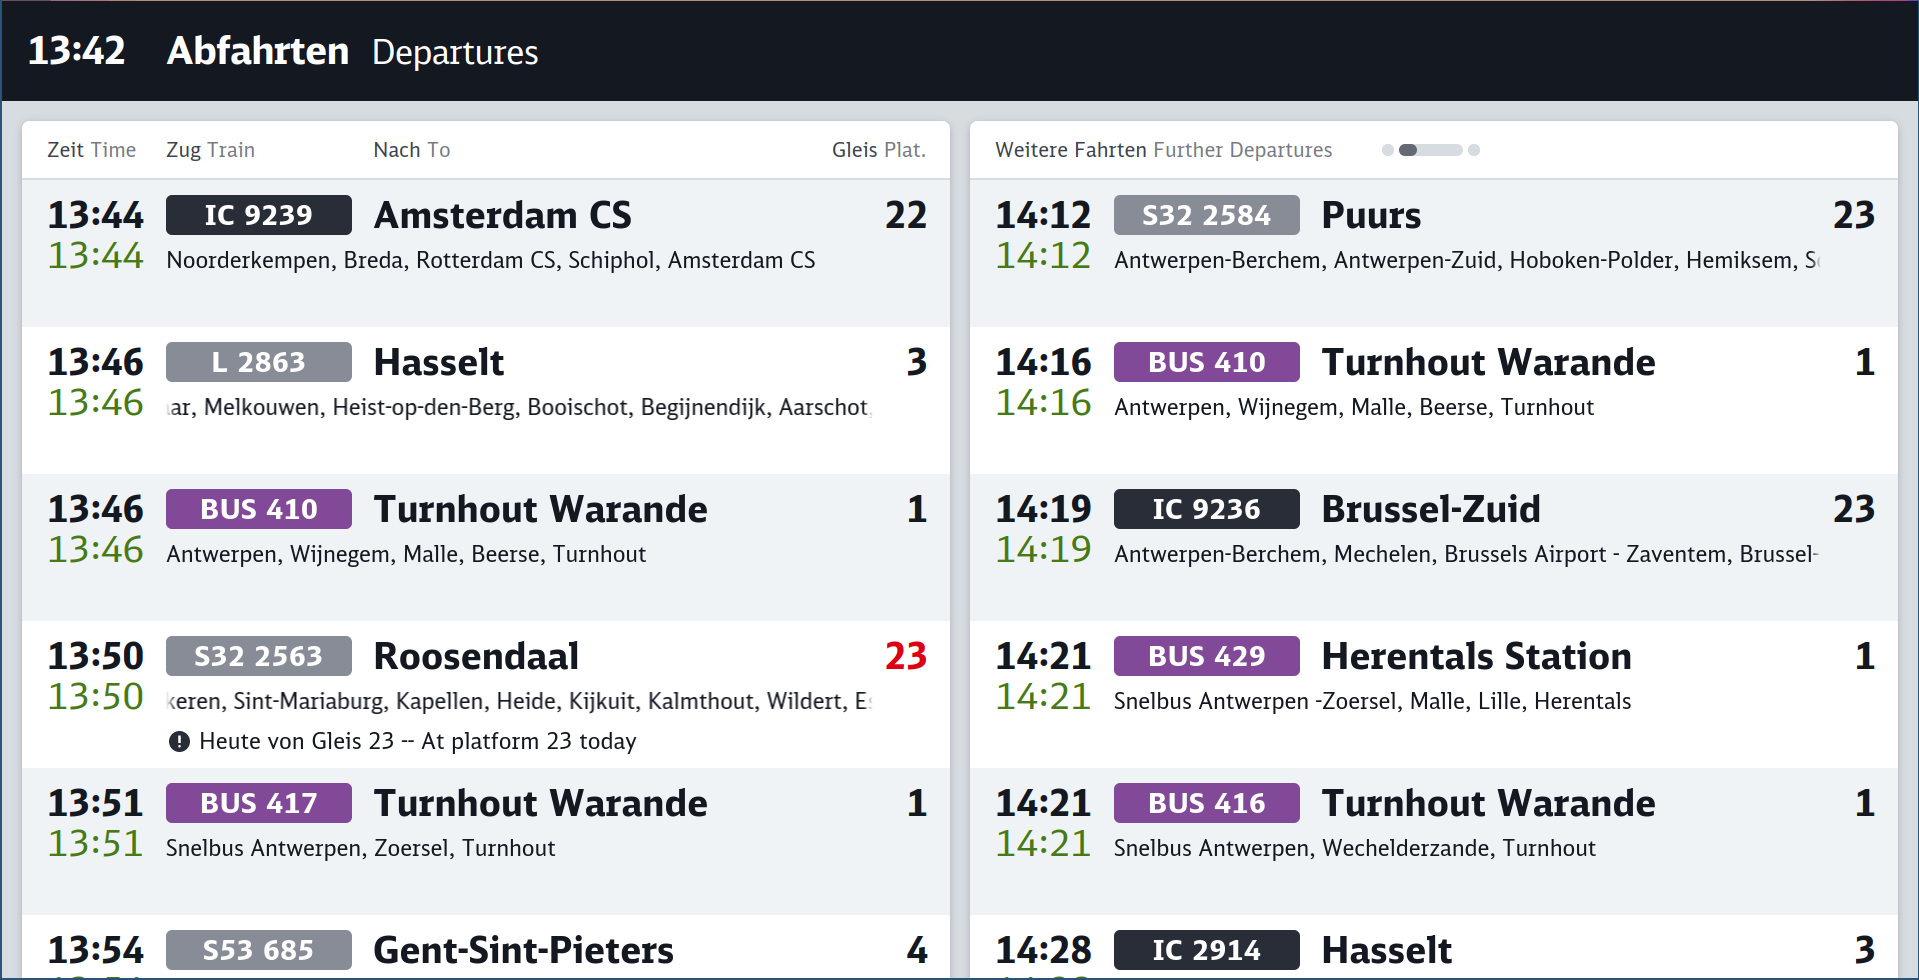 13:42 Abfahrten Departures
Zeit Time Zug Train Nach To Gleis Plat.
13:44 IC 9239 Amsterdam CS 22
13:44 Noorderkempen, Breda, Rotterdam CS, Schiphol, Amsterdam CS
13:46 L 2863 Hasselt 3
13:46 Melkouwen, Heist-op-den-Berg, Booischot, Begijnendijk, Aarschot,
13:46 BUS 410 Turnhout Warande 1
13:46 Antwerpen, Wijnegem, Malle, Beerse, Turnhout
13:50 S32 2563 Roosendaal 23
13:50 keren, Sint-Mariaburg, Kapellen, Heide, Kijkuit, Kalmthout, Wildert,
Heute von Gleis 23 -- At platform 23 today
13:51 BUS 417 Turnhout Warande 1
13:51 Snelbus Antwerpen, Zoersel, Turnhout
13:54 S53 685 Gent-Sint-Pieters 4
Weitere Fahrten Further Departures
14:12 S32 2584 Puurs 23
14:12 Antwerpen-Berchem, Antwerpen-Zuid, Hoboken-Polder, Hemiksem,
14:16 BUS 410 Turnhout Warande 1
14:16 Antwerpen, Wijnegem, Malle, Beerse, Turnhout
14:19 IC 9236 Brussel-Zuid 23
14:19 Antwerpen-Berchem, Mechelen, Brussels Airport - Zaventem, Brussel-
14:21 BUS 429 Herentals Station 1
14:21 Snelbus Antwerpen -Zoersel, Malle, Lille, Herentals
14:21 BUS 416 Turnhout Warande 1
14:21 Snelbus Antwerpen, Wechelderzande, Turnhout
14:28 IC 2914 Hasselt 3